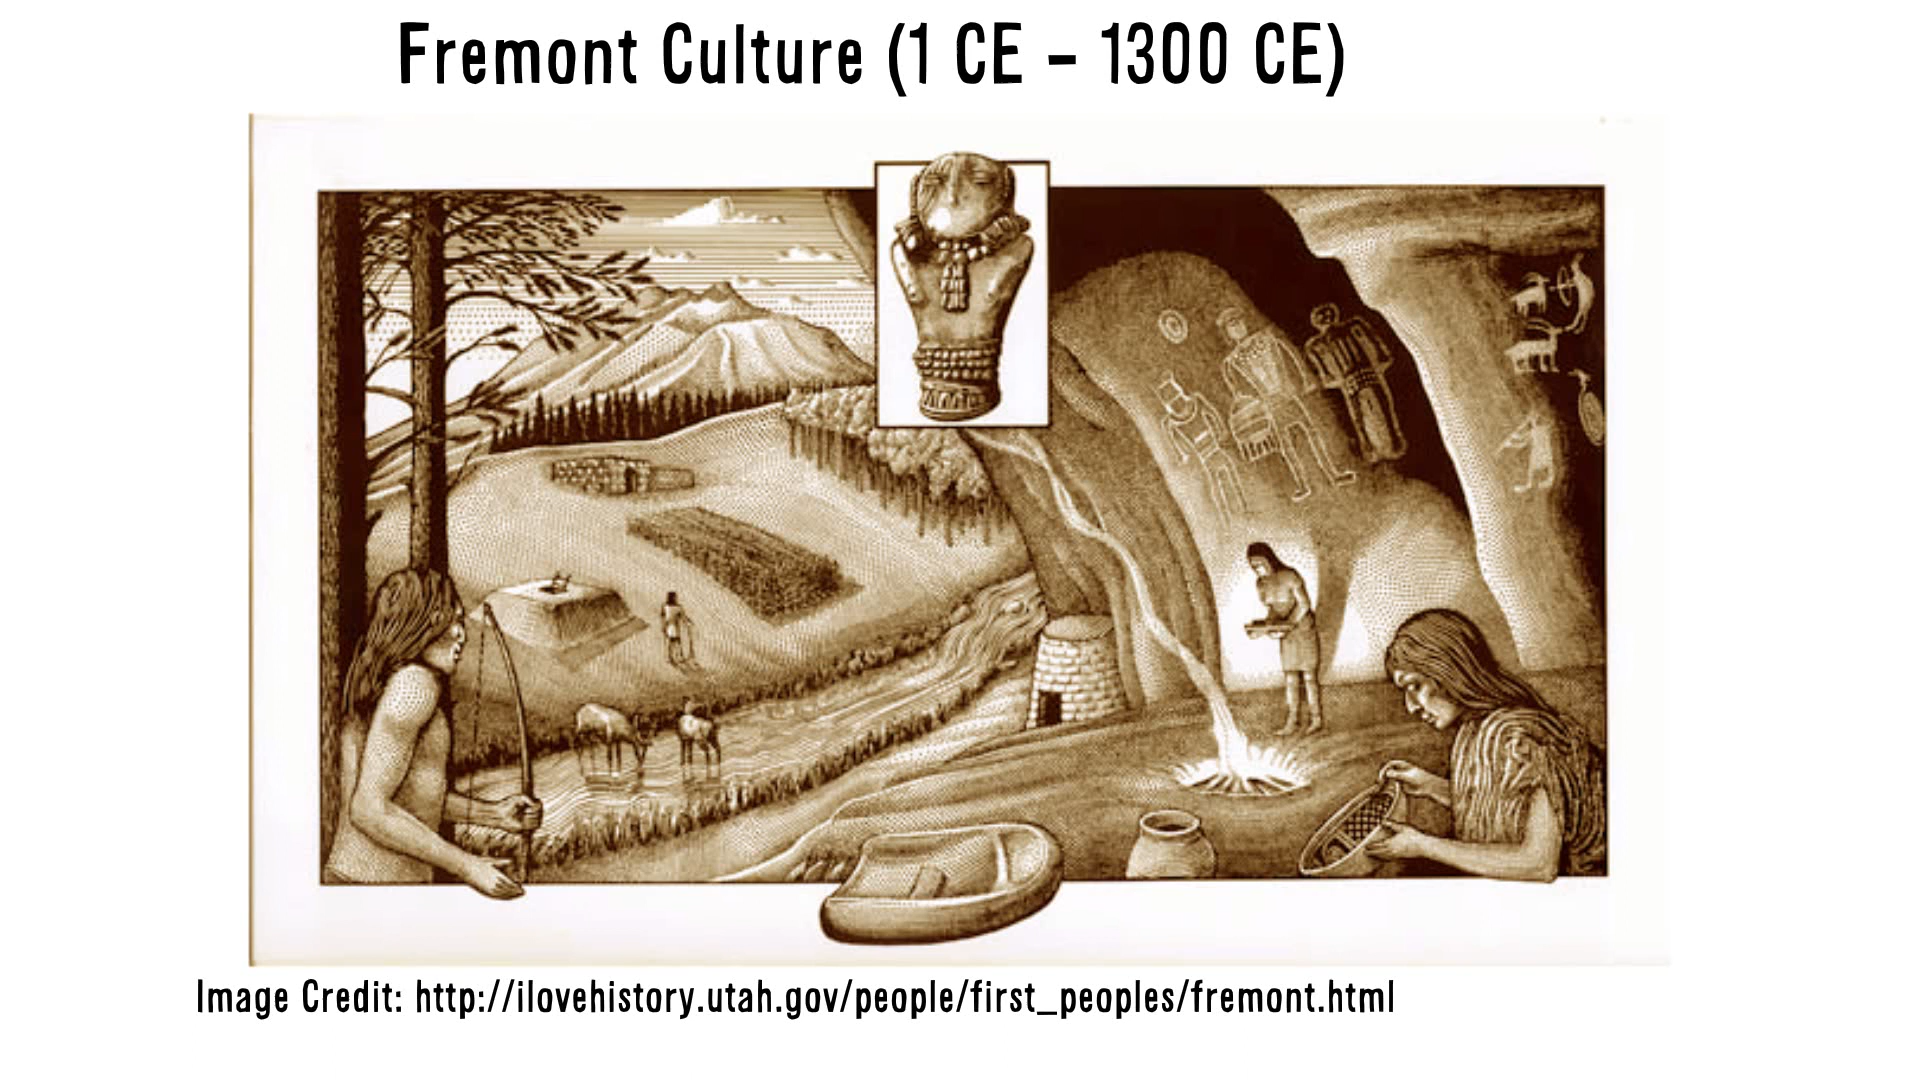 Fremont Culture (1 CE – 1300 CE)
Image Credit: http://ilovehistory.utah.gov/people/first_peoples/fremont.html